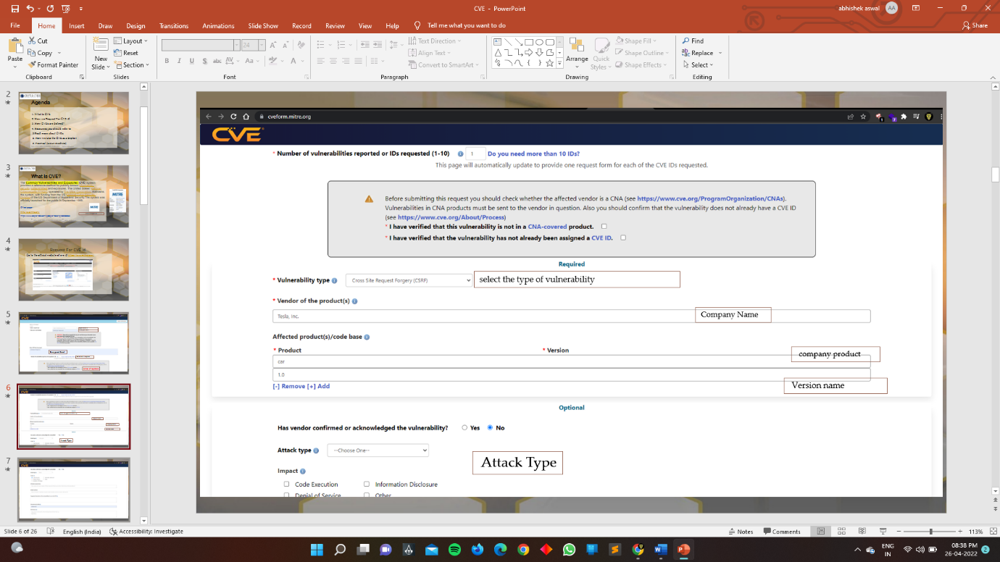 CVE - PowerPoint
abhishek aswal AA
File Home Insert Draw Design Transitions Animations Slide Show Record Review View Help Tell me what you want to do Share
Paste Cut Copy Format Painter
Clipboard
New Slide Layout Reset Section
Slides
24
Font
Text Direction
Align Text
Convert to SmartArt
Paragraph
Arrange Quick Styles Shape Fill Shape Outline Shape Effects
Drawing
Find
Replace
Select
Editing
2
Agenda
3
What is CVE?
4
Request For CVE id
5
6
7
cveform.mitre.org
CVE
* Number of vulnerabilities reported or IDs requested (1-10) 1 Do you need more than 10 IDs?
This page will automatically update to provide one request form for each of the CVE IDs requested.
Before submitting this request you should check whether the affected vendor is a CNA (see https://www.cve.org/ProgramOrganization/CNAs).
Vulnerabilities in CNA products must be sent to the vendor in question. Also you should confirm that the vulnerability does not already have a CVE ID
(see https://www.cve.org/About/Process)
* I have verified that this vulnerability is not in a CNA-covered product.
* I have verified that the vulnerability has not already been assigned a CVE ID.
Required
* Vulnerability type Cross Site Request Forgery (CSRF) select the type of vulnerability
* Vendor of the product(s)
Tesla, Inc. Company Name
Affected product(s)/code base
* Product * Version
car company product
1.0
[-] Remove [+] Add Version name
Optional
Has vendor confirmed or acknowledged the vulnerability? Yes No
Attack type --Choose One-- Attack Type
Impact
Code Execution Information Disclosure
Denial of Service Other
Slide 6 of 26 English (India) Accessibility: Investigate Notes Comments 113%
ENG
IN
08:38 PM
26-04-2022
2